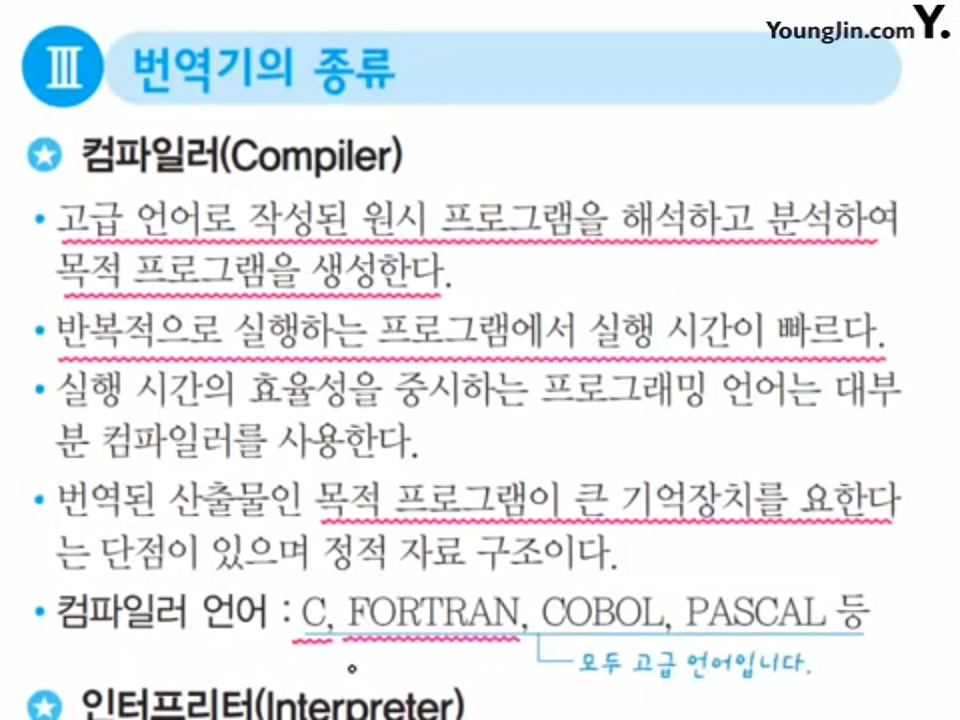 YoungJin.com Y.
Ⅲ 번역기의 종류
컴파일러(Compiler)
• 고급 언어로 작성된 원시 프로그램을 해석하고 분석하여
목적 프로그램을 생성한다.
• 반복적으로 실행하는 프로그램에서 실행 시간이 빠르다.
• 실행 시간의 효율성을 중시하는 프로그래밍 언어는 대부
분 컴파일러를 사용한다.
• 번역된 산출물인 목적 프로그램이 큰 기억장치를 요한다
는 단점이 있으며 정적 자료 구조이다.
• 컴파일러 언어 : C, FORTRAN, COBOL, PASCAL 등
모두 고급 언어입니다.
인터프리터(Interpreter)